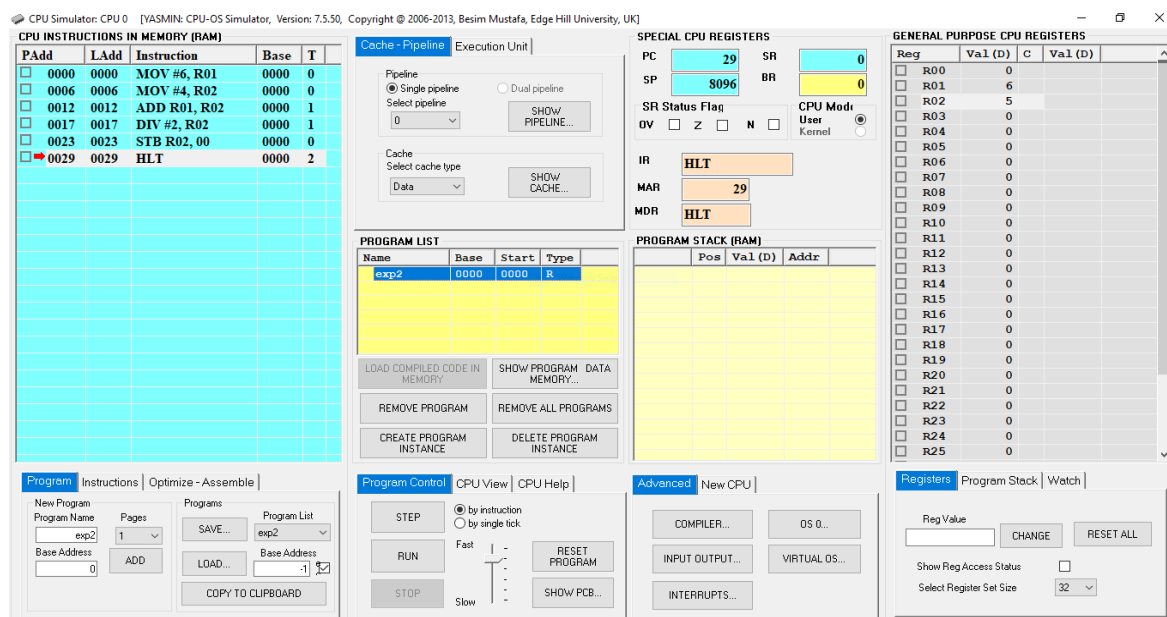 CPU Simulator: CPU 0 [YASMIN: CPU-OS Simulator, Version: 7.5.50, Copyright @ 2006-2013, Besim Mustafa, Edge Hill University, UK]
CPU INSTRUCTIONS IN MEMORY (RAM)
PAdd LAdd Instruction Base T
0000 0000 MOV #6, R01 0000 0
0006 0006 MOV #4, R02 0000 0
0012 0012 ADD R01, R02 0000 1
0017 0017 DIV #2, R02 0000 1
0023 0023 STB R02, 00 0000 0
0029 0029 HLT 0000 2
Cache - Pipeline Execution Unit
Pipeline
Single pipeline Dual pipeline
Select pipeline
0
SHOW
PIPELINE...
Cache
Select cache type
Data
SHOW
CACHE...
SPECIAL CPU REGISTERS
PC 29 SR 0
SP 8096 BR 0
SR Status Flag
OV Z N
CPU Mode
User
Kernel
IR HLT
MAR 29
MDR HLT
GENERAL PURPOSE CPU REGISTERS
Reg Val (D) C Val (D)
R00 0
R01 6
R02 5
R03 0
R04 0
R05 0
R06 0
R07 0
R08 0
R09 0
R10 0
R11 0
R12 0
R13 0
R14 0
R15 0
R16 0
R17 0
R18 0
R19 0
R20 0
R21 0
R22 0
R23 0
R24 0
R25 0
PROGRAM LIST
Name Base Start Type
exp2 0000 0000 R
LOAD COMPILED CODE IN
MEMORY
SHOW PROGRAM DATA
MEMORY...
REMOVE PROGRAM
REMOVE ALL PROGRAMS
CREATE PROGRAM
INSTANCE
DELETE PROGRAM
INSTANCE
PROGRAM STACK (RAM)
Pos Val (D) Addr
Program Instructions Optimize - Assemble
New Program
Program Name Pages
exp2 1
Base Address
0
ADD
Programs
SAVE...
Program List
exp2
LOAD...
Base Address
-1
COPY TO CLIPBOARD
Program Control CPU View CPU Help
STEP
by instruction
by single tick
RUN
Fast
RESET
PROGRAM
STOP
Slow
SHOW PCB...
Advanced New CPU
COMPILER... OS 0...
INPUT OUTPUT... VIRTUAL OS...
INTERRUPTS...
Registers Program Stack Watch
Reg Value
CHANGE RESET ALL
Show Reg Access Status
Select Register Set Size 32